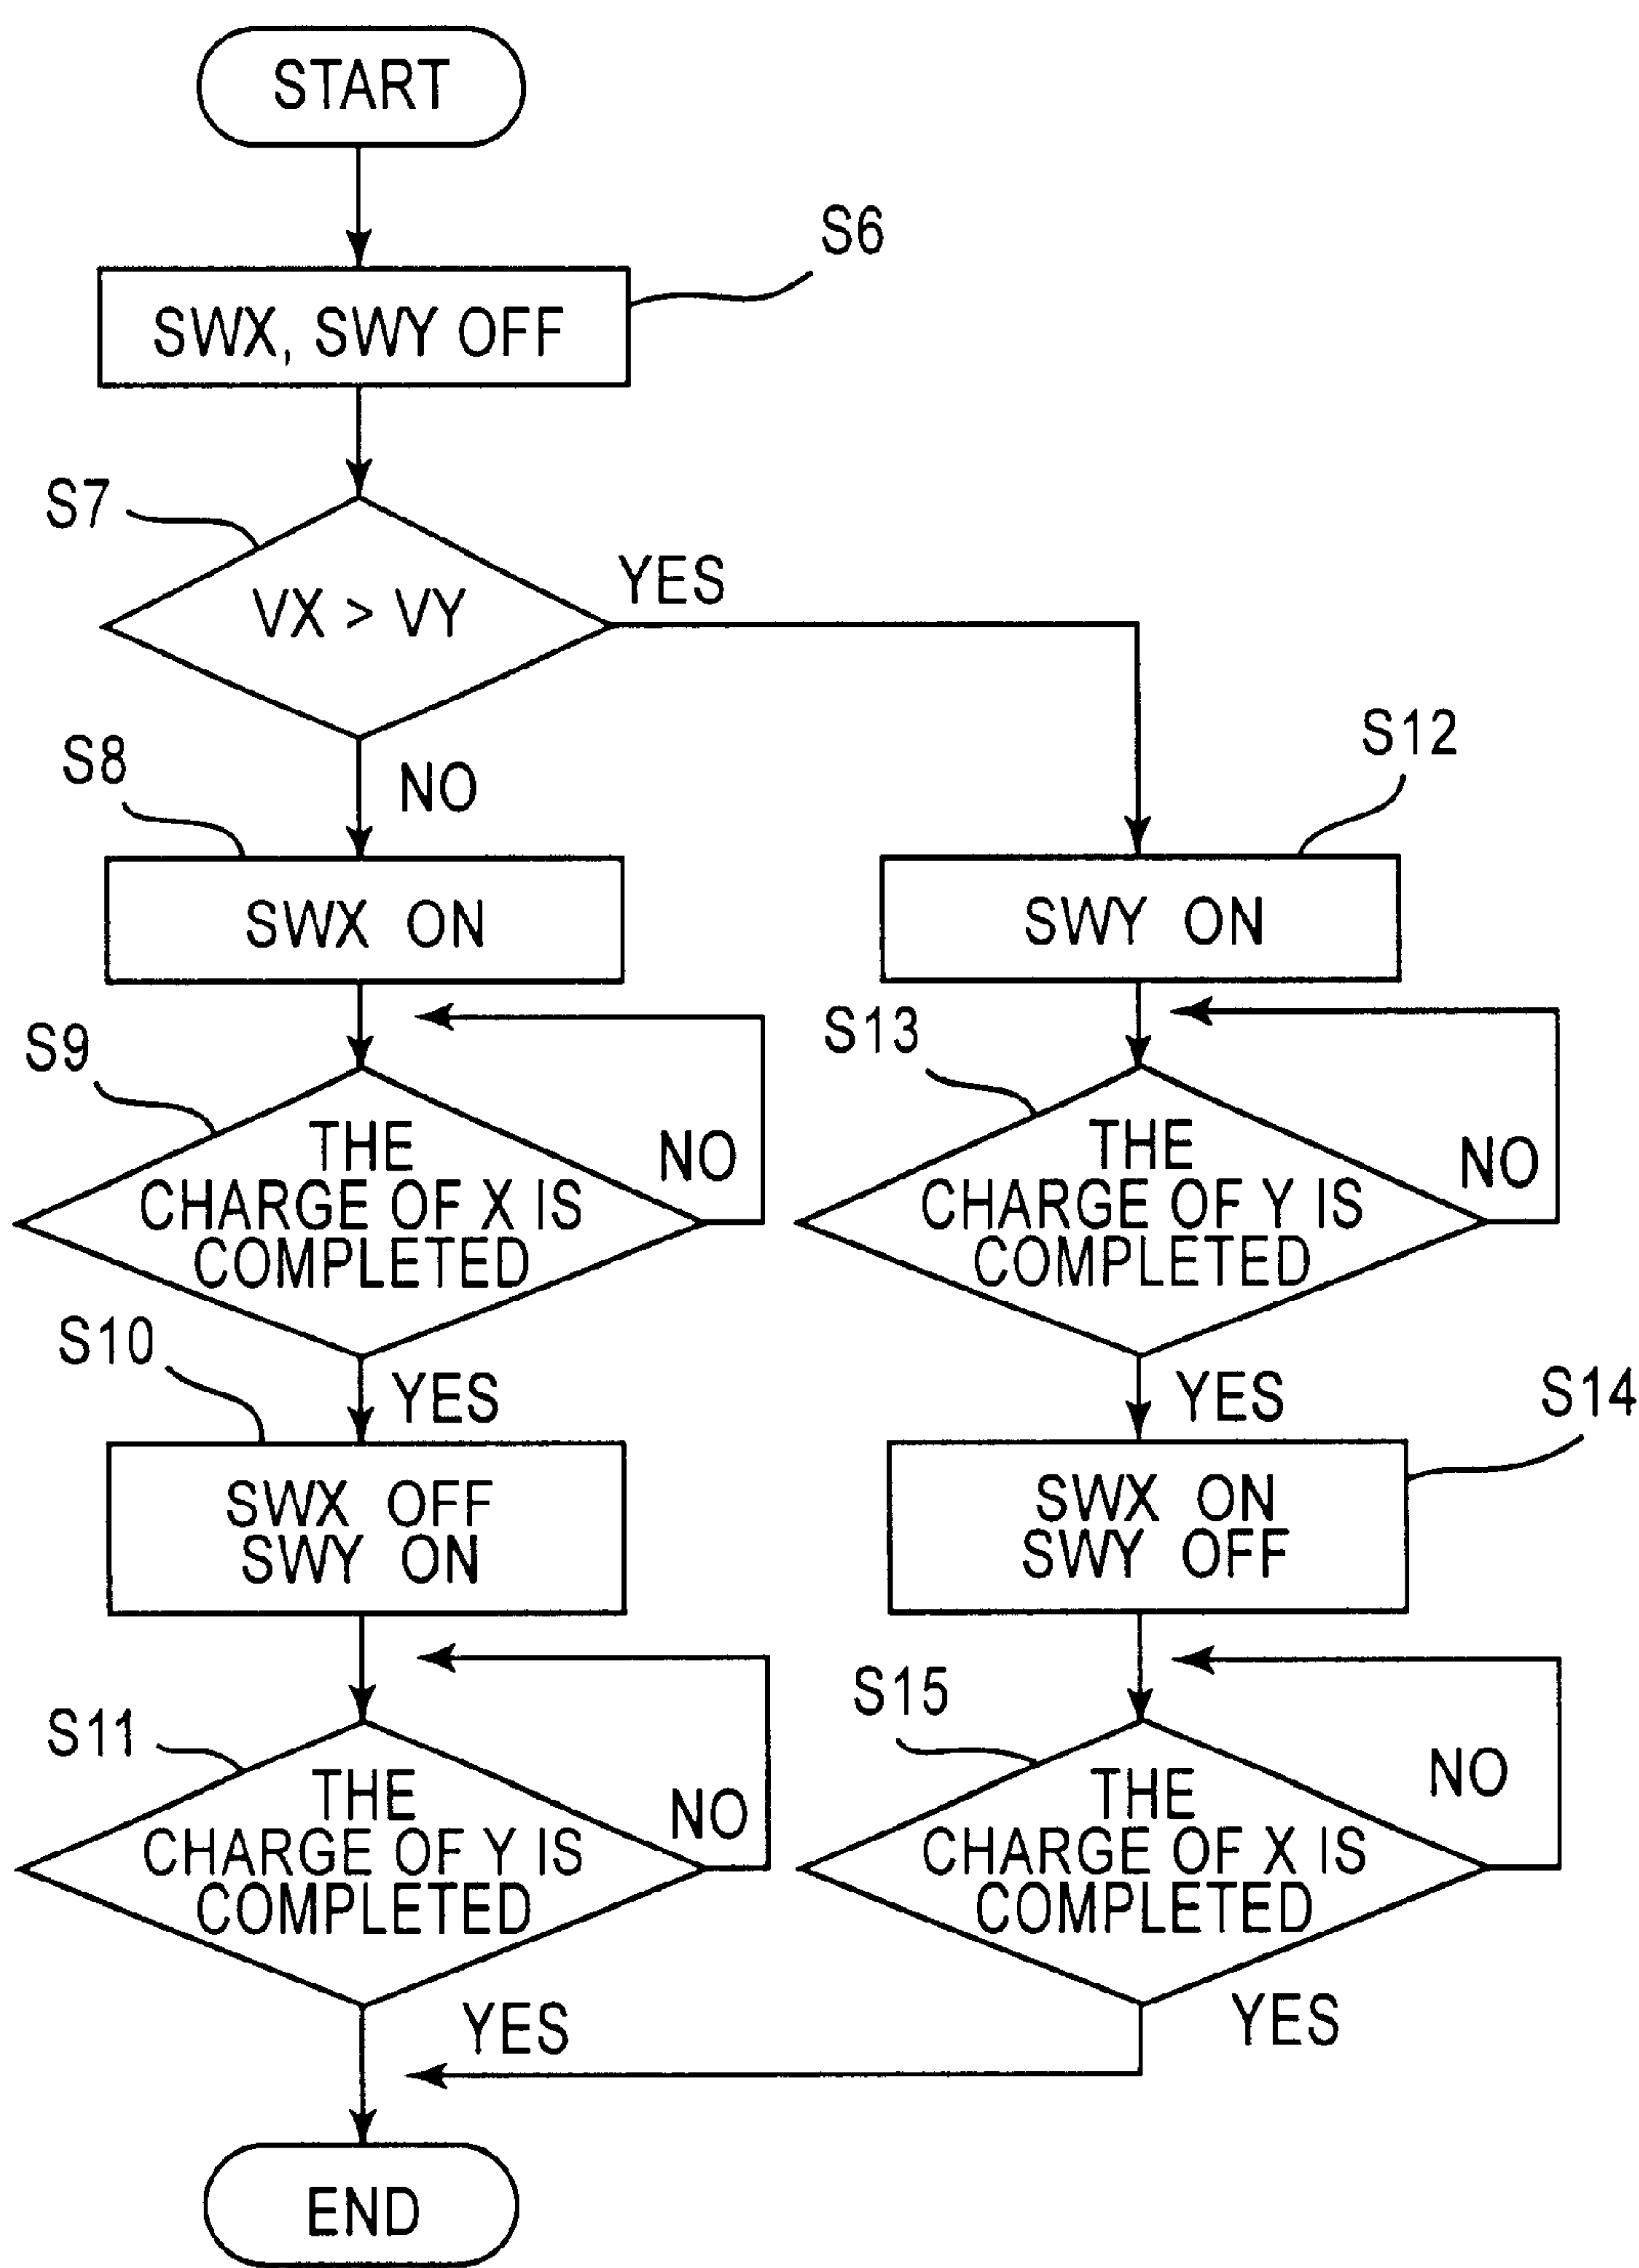 START
S6
SWX, SWY OFF
S7
VX > VY
YES
S8
NO
S12
SWX ON
SWY ON
S9
S13
THE
CHARGE OF X IS
COMPLETED
NO
THE
CHARGE OF Y IS
COMPLETED
NO
S10
YES
YES
S14
SWX OFF
SWY ON
SWX ON
SWY OFF
S11
S15
THE
CHARGE OF Y IS
COMPLETED
NO
THE
CHARGE OF X IS
COMPLETED
NO
YES
YES
END